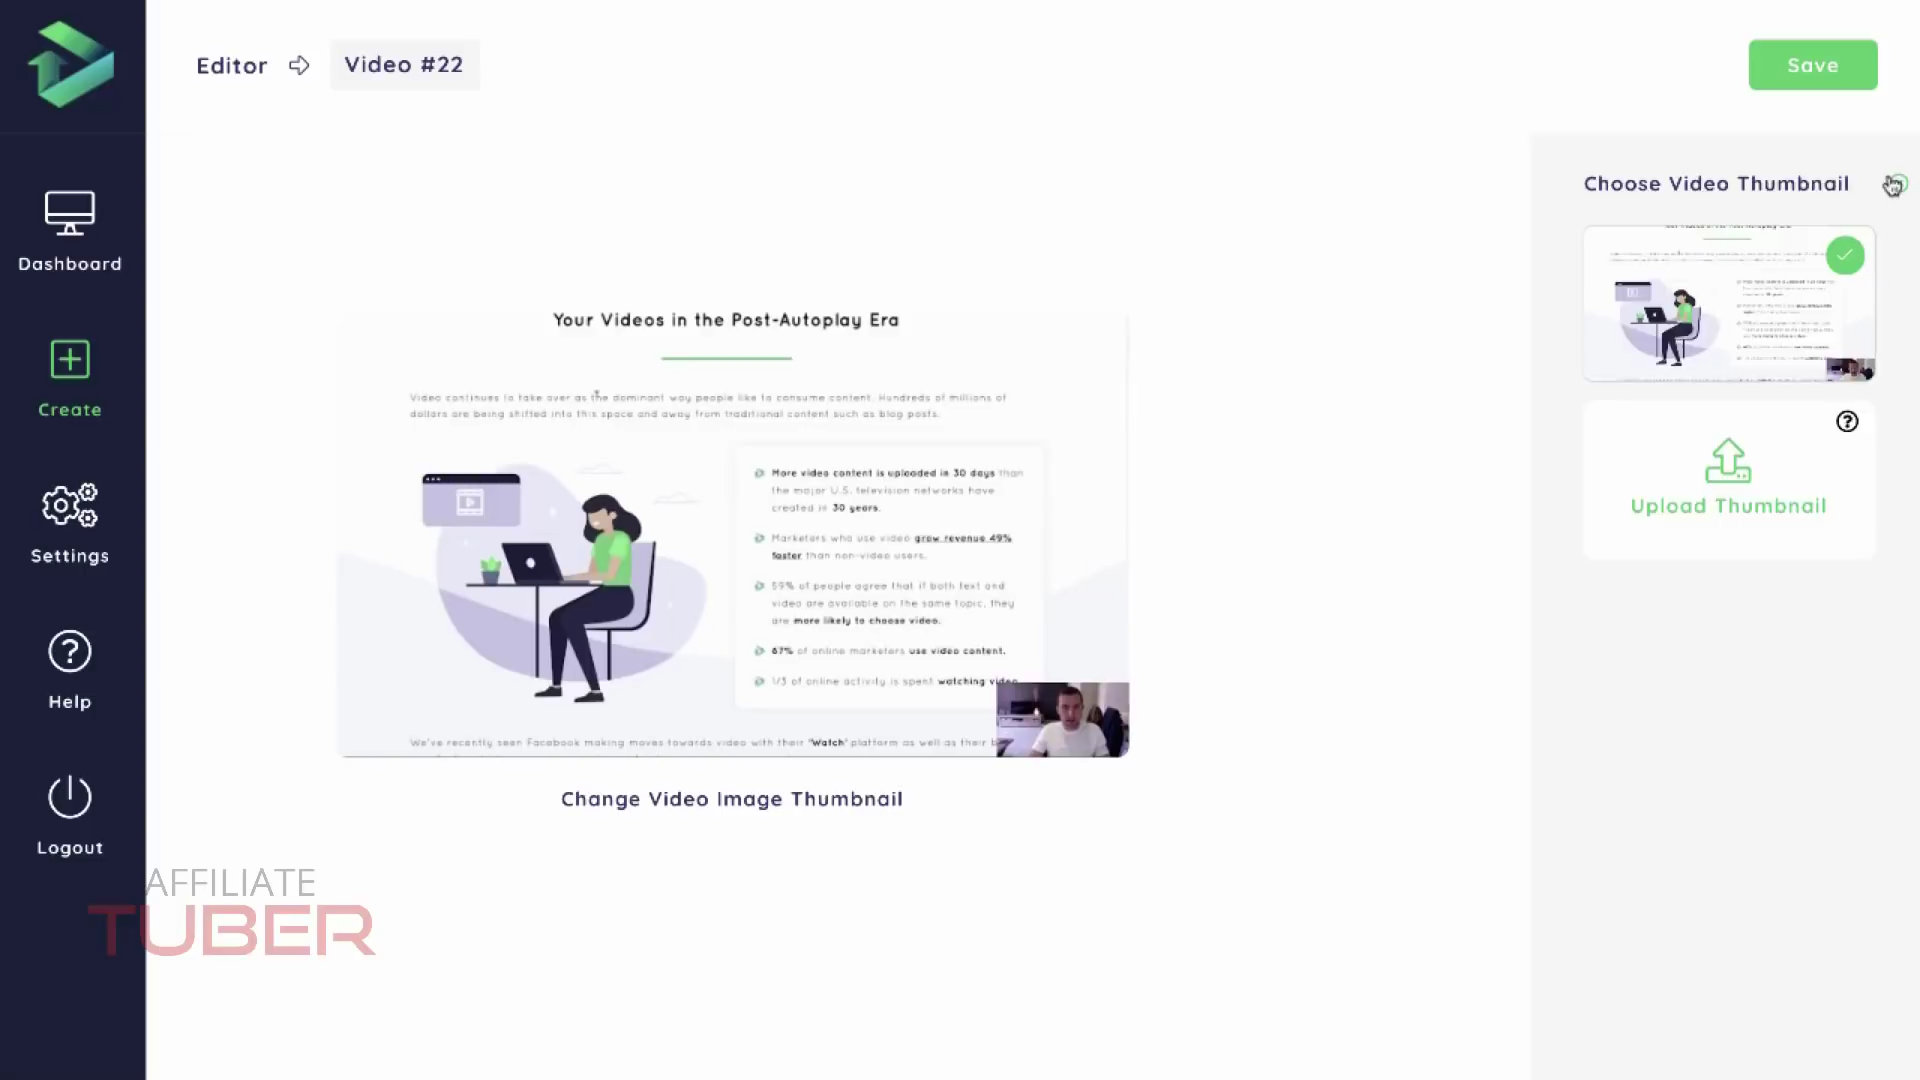 Editor
Video #22
Save
Dashboard
Create
Settings
Help
Logout
Choose Video Thumbnail
Upload Thumbnail
Your Videos in the Post-Autoplay Era
Video continues to take over as the dominant way people like to consume content. Hundreds of millions of
dollars are being shifted into this space and away from traditional content such as blog posts.
More video content is uploaded in 30 days than
the major U.S. television networks have
created in 30 years.
Marketers who use video grow revenue 49%
faster than non-video users.
59% of people agree that if both text and
video are available on the same topic, they
are more likely to choose video.
67% of online marketers use video content.
1/3 of online activity is spent watching video.
We've recently seen Facebook making moves towards video with their "Watch" platform as well as their
Change Video Image Thumbnail
AFFILIATE
TUBER